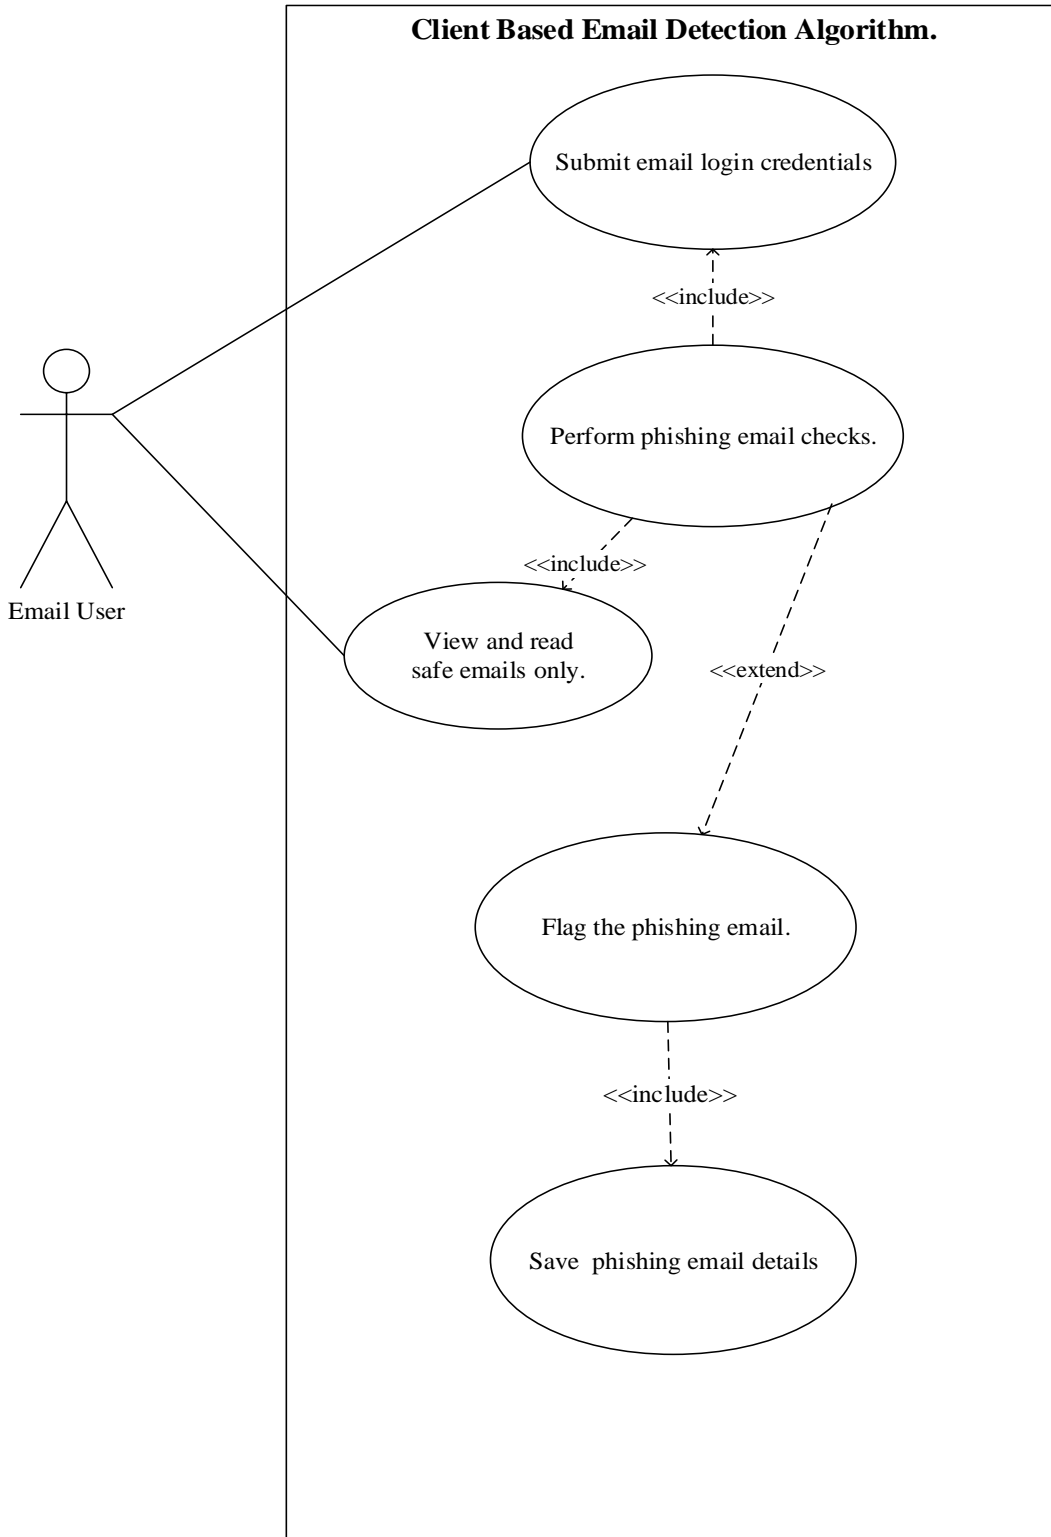 Client Based Email Detection Algorithm.
Submit email login credentials
<<include>>
Perform phishing email checks.
<<include>>
Email User
View and read
safe emails only.
<<extend>>
Flag the phishing email.
<<include>>
Save  phishing email details